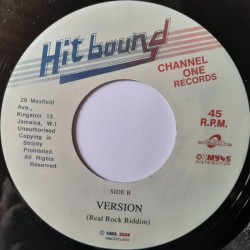 Hit bound
CHANNEL
ONE
RECORDS
29 Maxfield
Ave.,
Kingston 13
Jamaica, W.I.
Unauthorised
Copying is
Strictly
Prohibited.
All Rights
Reserved.
45
R.P.M.
SIDE B
VERSION
(Real Rock Riddim)